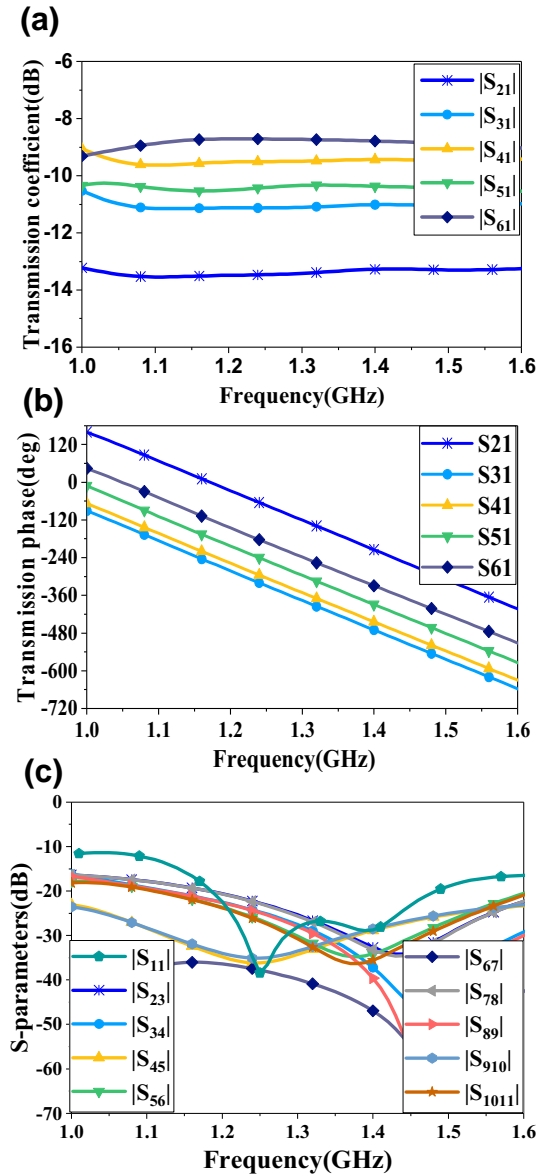 (a)
Transmission coefficient(dB)
-6
-8
-10
-12
-14
-16
1.0
1.1
1.2
1.3
1.4
1.5
1.6
Frequency(GHz)
|S21|
|S31|
|S41|
|S51|
|S61|
(b)
Transmission phase(deg)
120
0
-120
-240
-360
-480
-600
-720
1.0
1.1
1.2
1.3
1.4
1.5
1.6
Frequency(GHz)
S21
S31
S41
S51
S61
(c)
S-parameters(dB)
0
-10
-20
-30
-40
-50
-60
-70
1.0
1.1
1.2
1.3
1.4
1.5
1.6
Frequency(GHz)
|S11|
|S23|
|S34|
|S45|
|S56|
|S67|
|S78|
|S89|
|S910|
|S1011|